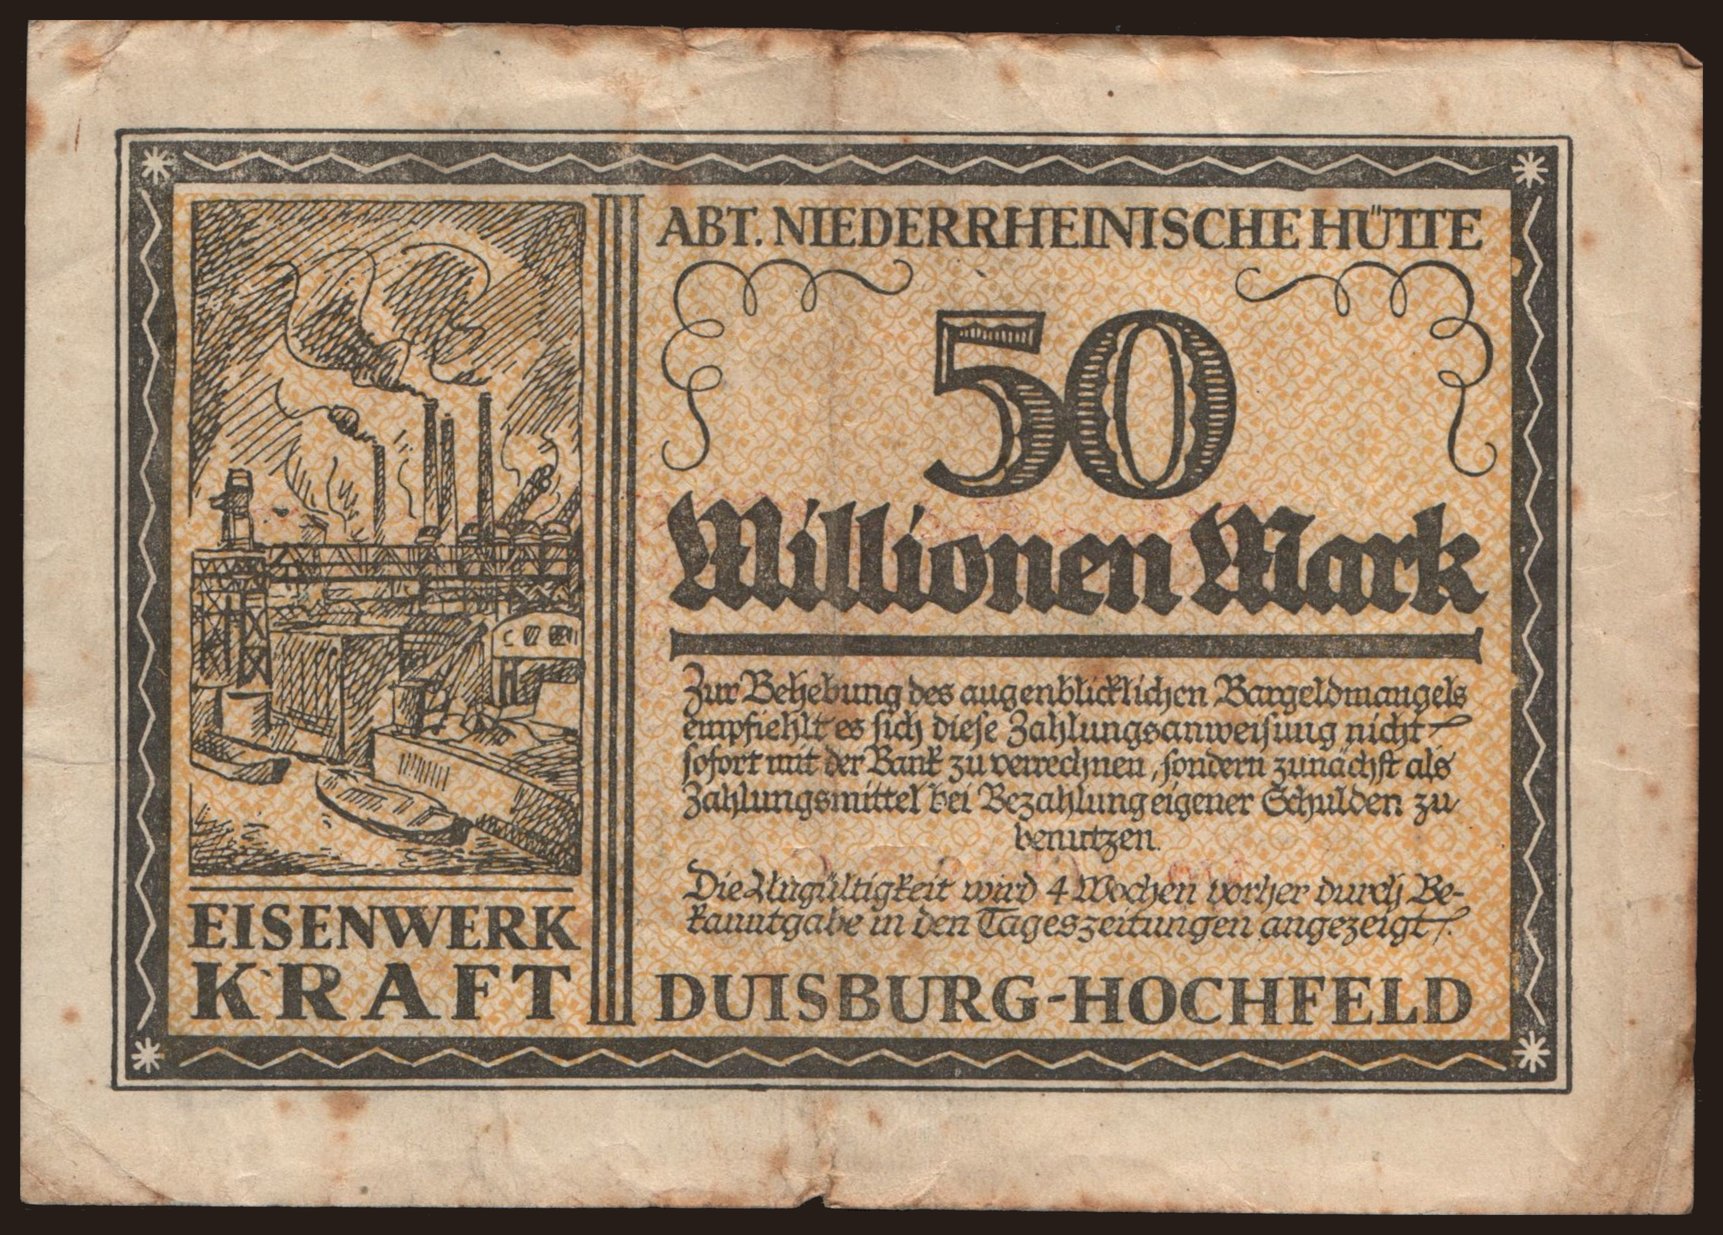 ABT. NIEDERRHEINISCHE HÜTTE
50
Millionen Mark
Zur Behebung des augenblicklichen Bargeldmangels
empfiehlt es sich diese Zahlungsanweisung nicht
sofort mit der Bank zu verrechnen, sondern zunächst als
Zahlungsmittel bei Bezahlung eigener Schulden zu
benutzen.
Die Ungültigkeit wird 4 Wochen vorher durch Be-
kanntgabe in den Tageszeitungen angezeigt.
EISENWERK
KRAFT
DUISBURG-HOCHFELD